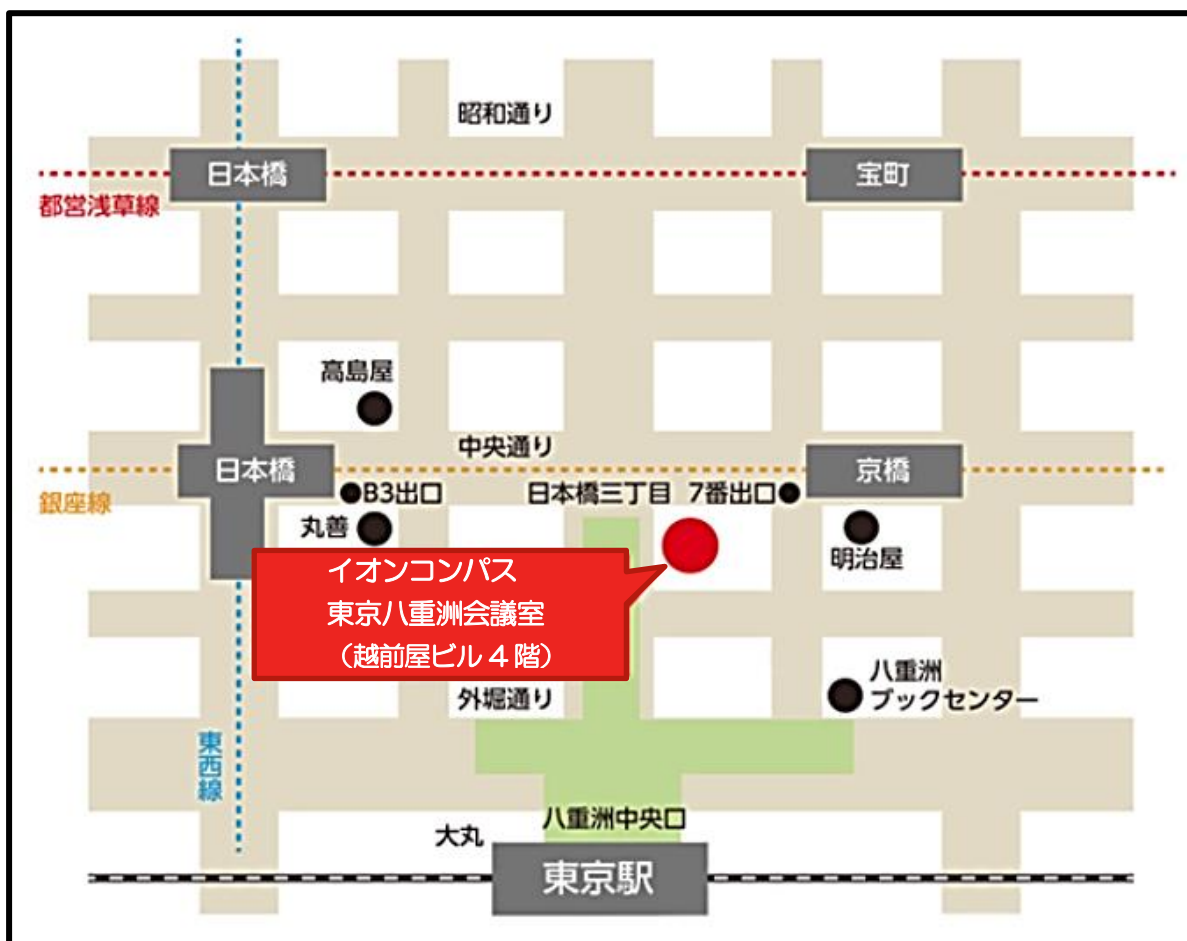 昭和通り
日本橋
宝町
都営浅草線
高島屋
中央通り
日本橋
京橋
銀座線
B3出口
日本橋三丁目 7番出口
丸善
明治屋
イオンコンパス
東京八重洲会議室
（越前屋ビル４階）
八重洲
ブックセンター
外堀通り
東西線
八重洲中央口
大丸
東京駅